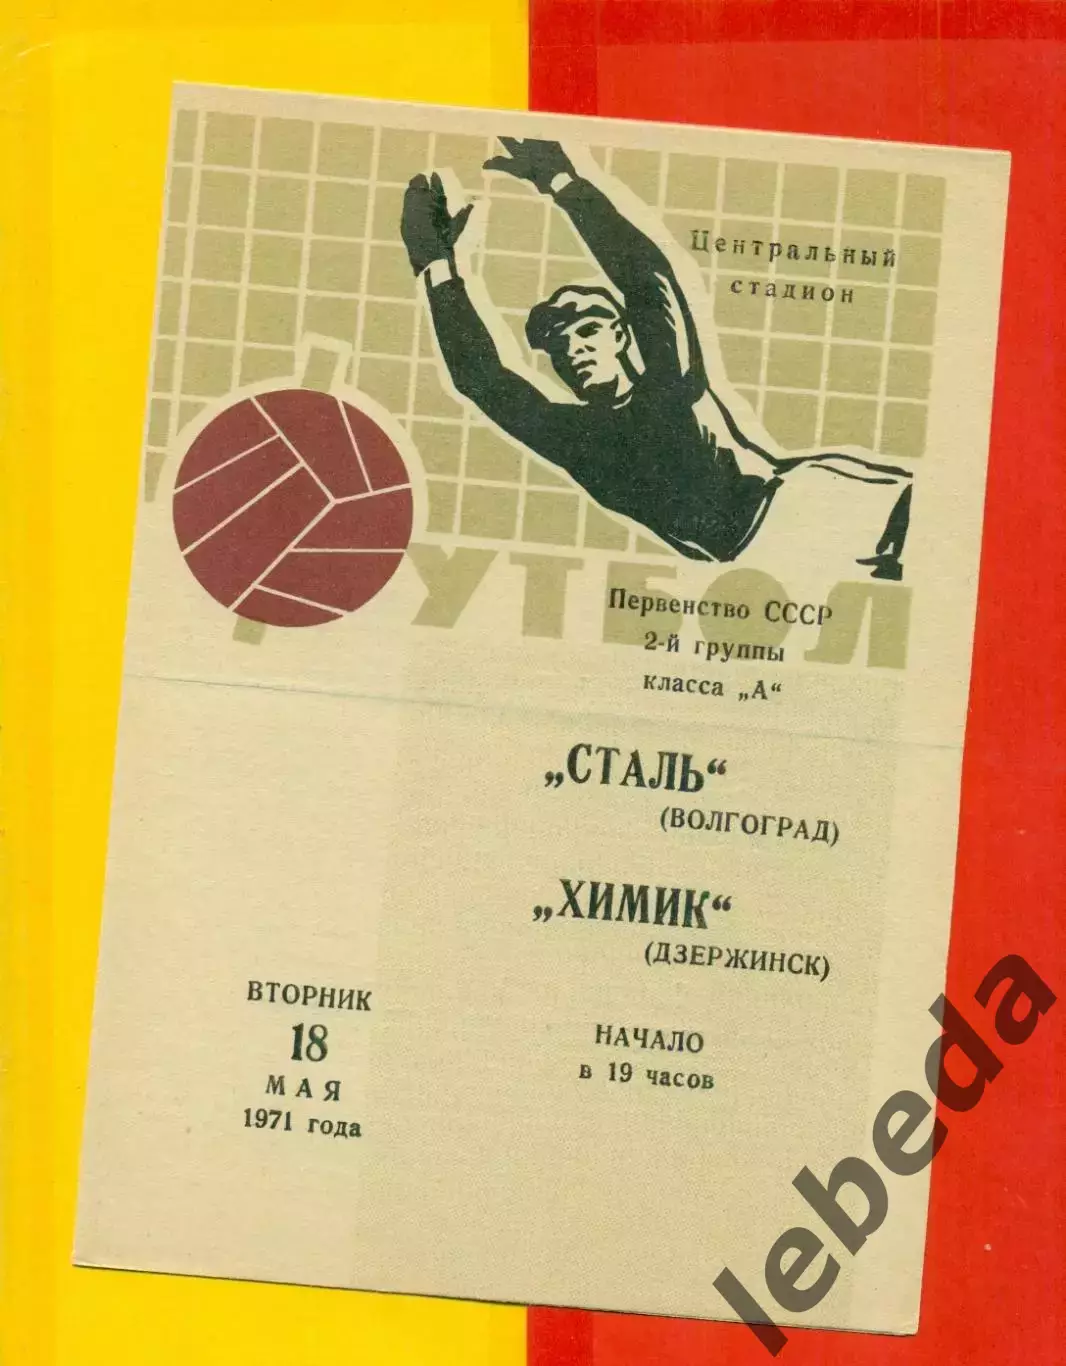 Центральный
стадион
ФУТБОЛ
Первенство СССР
2-й группы
класса „А“
„СТАЛЬ“
(ВОЛГОГРАД)
„ХИМИК“
(ДЗЕРЖИНСК)
ВТОРНИК
18
МАЯ
1971 года
НАЧАЛО
в 19 часов
lebeda